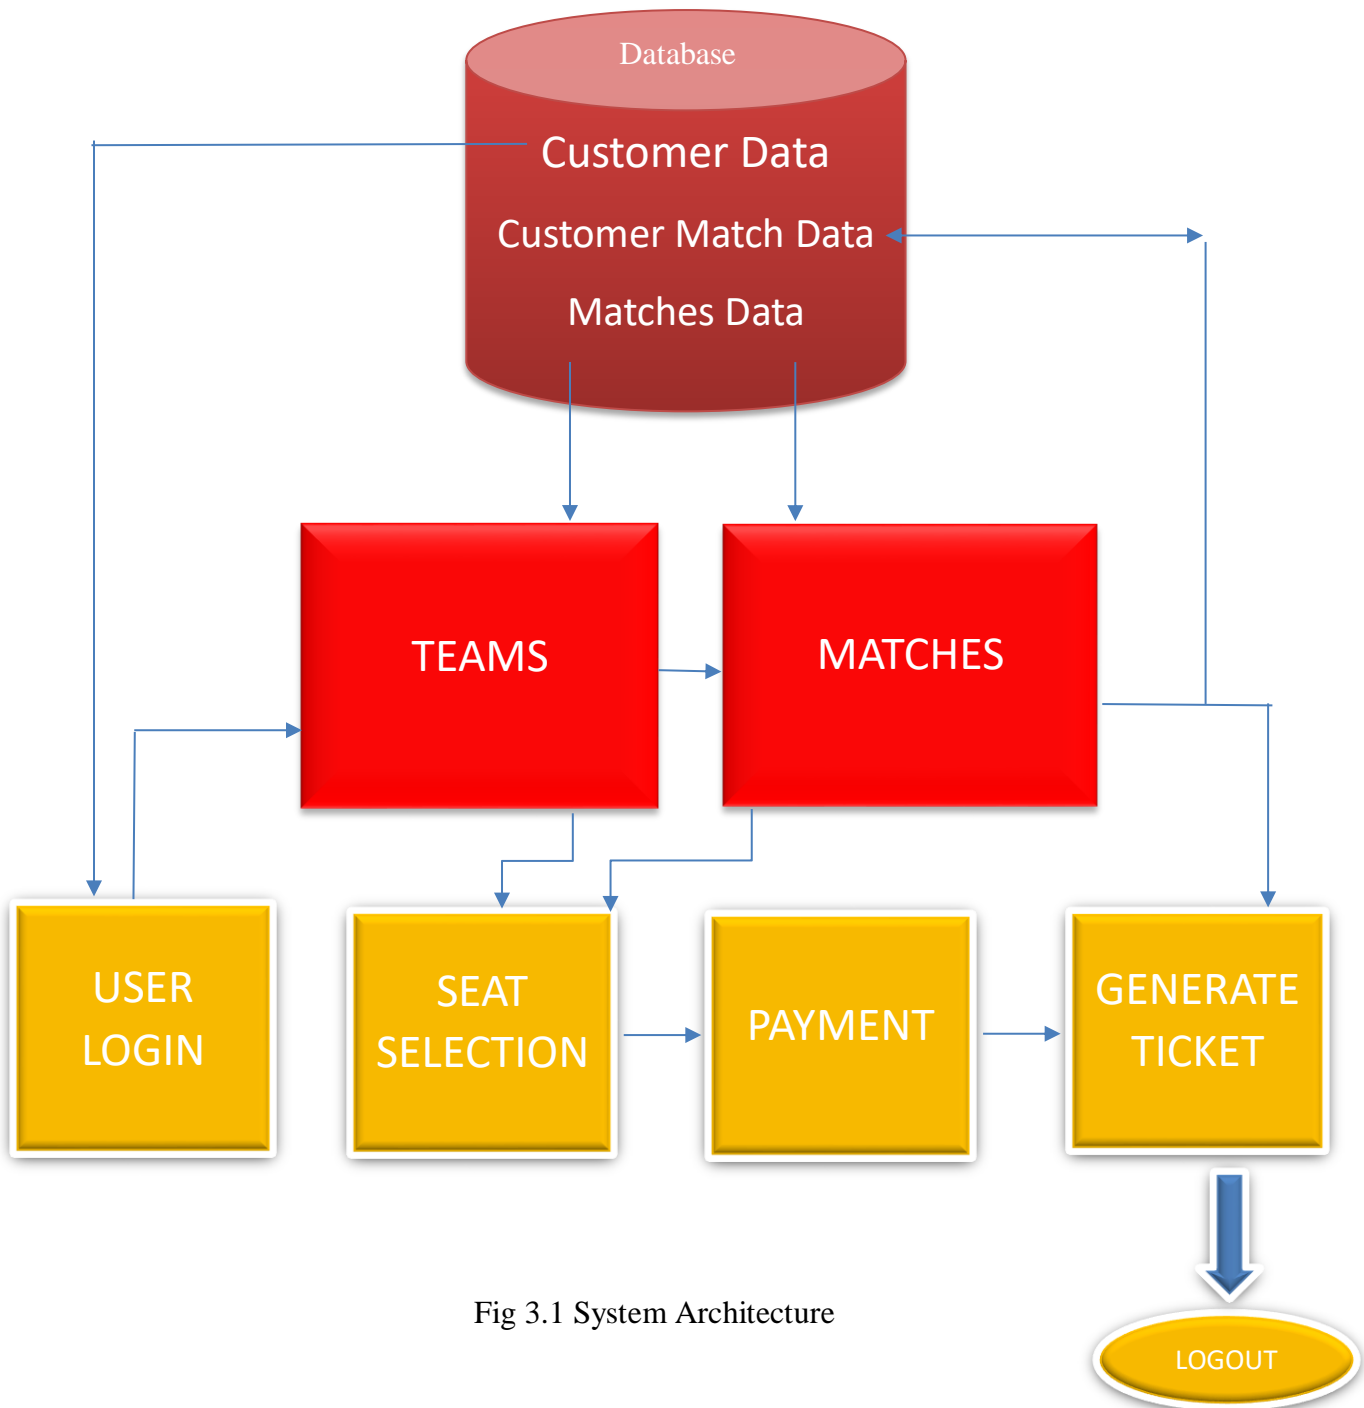 Database
Customer Data
Customer Match Data
Matches Data
TEAMS
MATCHES
USER
LOGIN
SEAT
SELECTION
PAYMENT
GENERATE
TICKET
Fig 3.1 System Architecture
LOGOUT